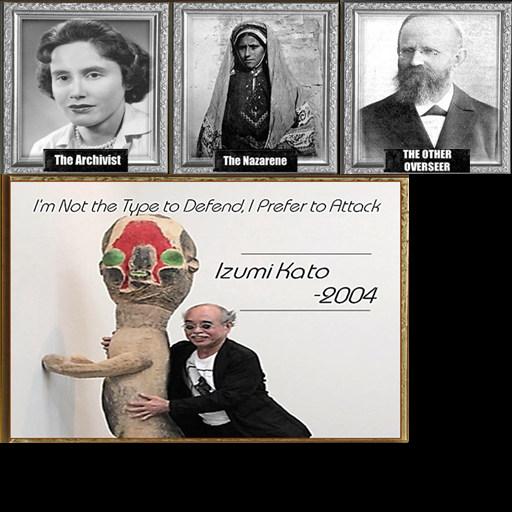 The Archivist
The Nazarene
THE OTHER
OVERSEER
I'm Not the Type to Defend, I Prefer to Attack
Izumi Kato
-2004